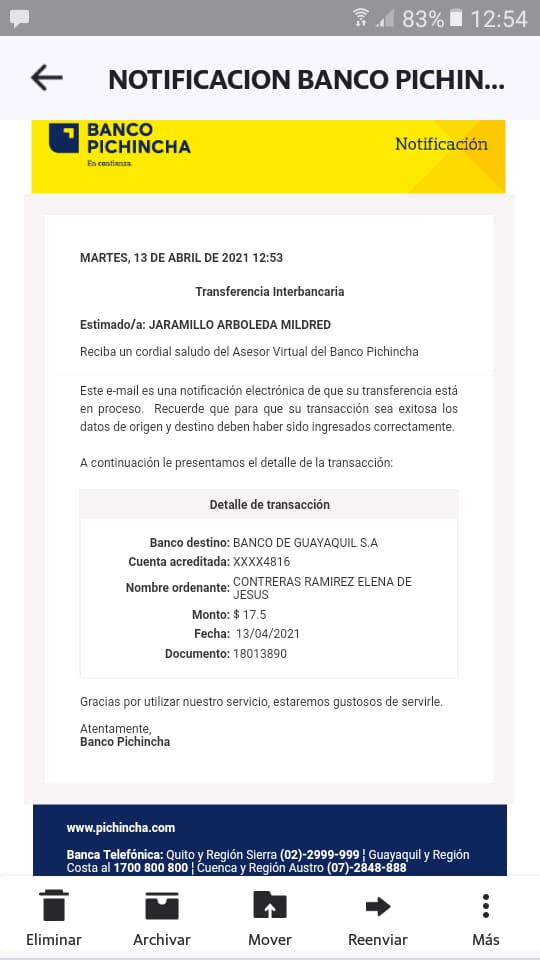 83% 12:54
NOTIFICACION BANCO PICHIN...
BANCO
PICHINCHA
En confianza.
Notificación
MARTES, 13 DE ABRIL DE 2021 12:53
Transferencia Interbancaria
Estimado/a: JARAMILLO ARBOLEDA MILDRED
Reciba un cordial saludo del Asesor Virtual del Banco Pichincha
Este e-mail es una notificación electrónica de que su transferencia está
en proceso. Recuerde que para que su transacción sea exitosa los
datos de origen y destino deben haber sido ingresados correctamente.
A continuación le presentamos el detalle de la transacción:
Detalle de transacción
Banco destino: BANCO DE GUAYAQUIL S.A
Cuenta acreditada: XXXX4816
Nombre ordenante: CONTRERAS RAMIREZ ELENA DE
JESUS
Monto: $ 17.5
Fecha: 13/04/2021
Documento: 18013890
Gracias por utilizar nuestro servicio, estaremos gustosos de servirle.
Atentamente,
Banco Pichincha
www.pichincha.com
Banca Telefónica: Quito y Región Sierra (02)-2999-999 ¦ Guayaquil y Región
Costa al 1700 800 800 ¦ Cuenca y Región Austro (07)-2848-888
Eliminar Archivar Mover Reenviar Más